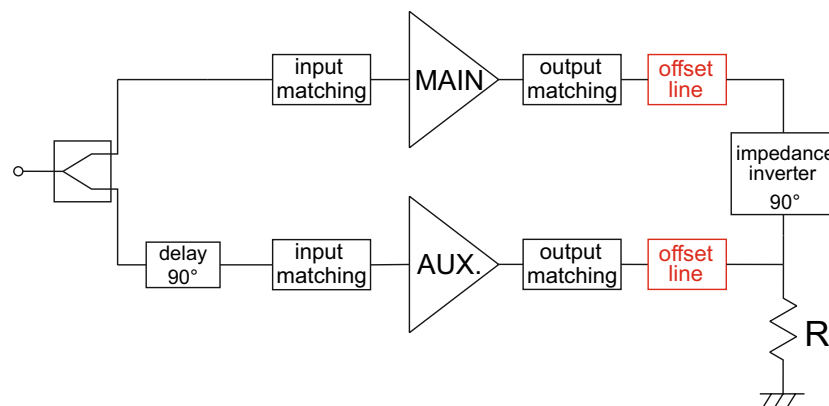 input
matching
MAIN
output
matching
offset
line
impedance
inverter
90°
delay
90°
input
matching
AUX.
output
matching
offset
line
R